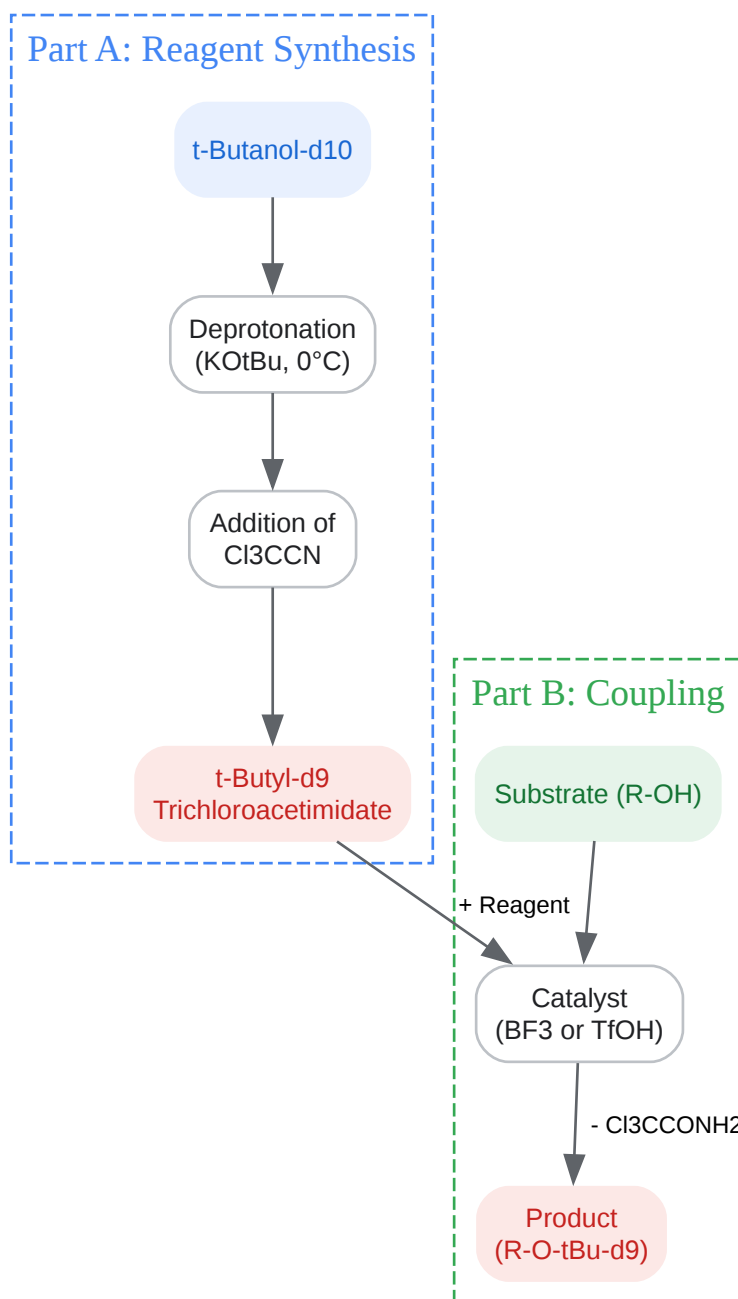 Part A: Reagent Synthesis
t-Butanol-d10
Deprotonation
(KOtBu, 0°C)
Addition of
Cl3CCN
t-Butyl-d9
Trichloroacetimidate
Part B: Coupling
Substrate (R-OH)
+ Reagent
Catalyst
(BF3 or TfOH)
- Cl3CCONH2
Product
(R-O-tBu-d9)